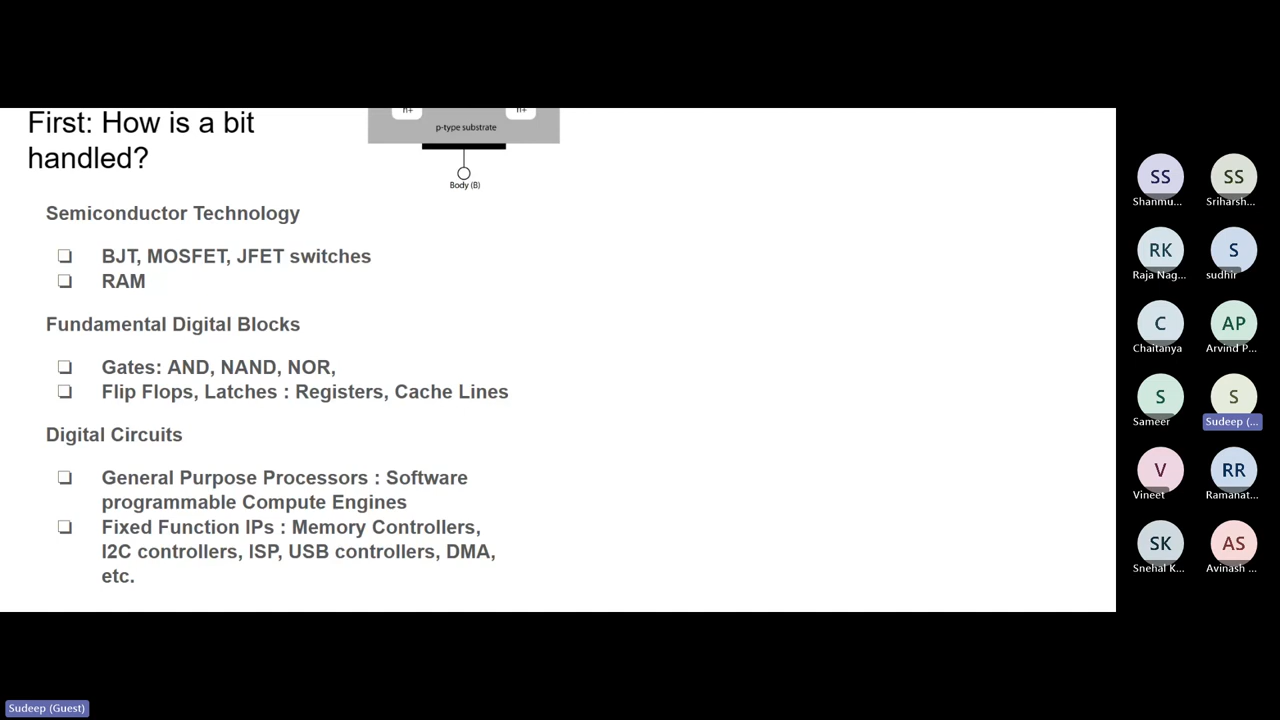 First: How is a bit
handled?
n+
n+
p-type substrate
Body (B)
Semiconductor Technology
❏ BJT, MOSFET, JFET switches
❏ RAM
Fundamental Digital Blocks
❏ Gates: AND, NAND, NOR,
❏ Flip Flops, Latches : Registers, Cache Lines
Digital Circuits
❏ General Purpose Processors : Software
programmable Compute Engines
❏ Fixed Function IPs : Memory Controllers,
I2C controllers, ISP, USB controllers, DMA,
etc.
SS
Shanmu...
SS
Sriharsh...
RK
Raja Nag...
S
sudhir
C
Chaitanya
AP
Arvind P...
S
Sameer
S
Sudeep (...
V
Vineet
RR
Ramanat...
SK
Snehal K...
AS
Avinash ...
Sudeep (Guest)